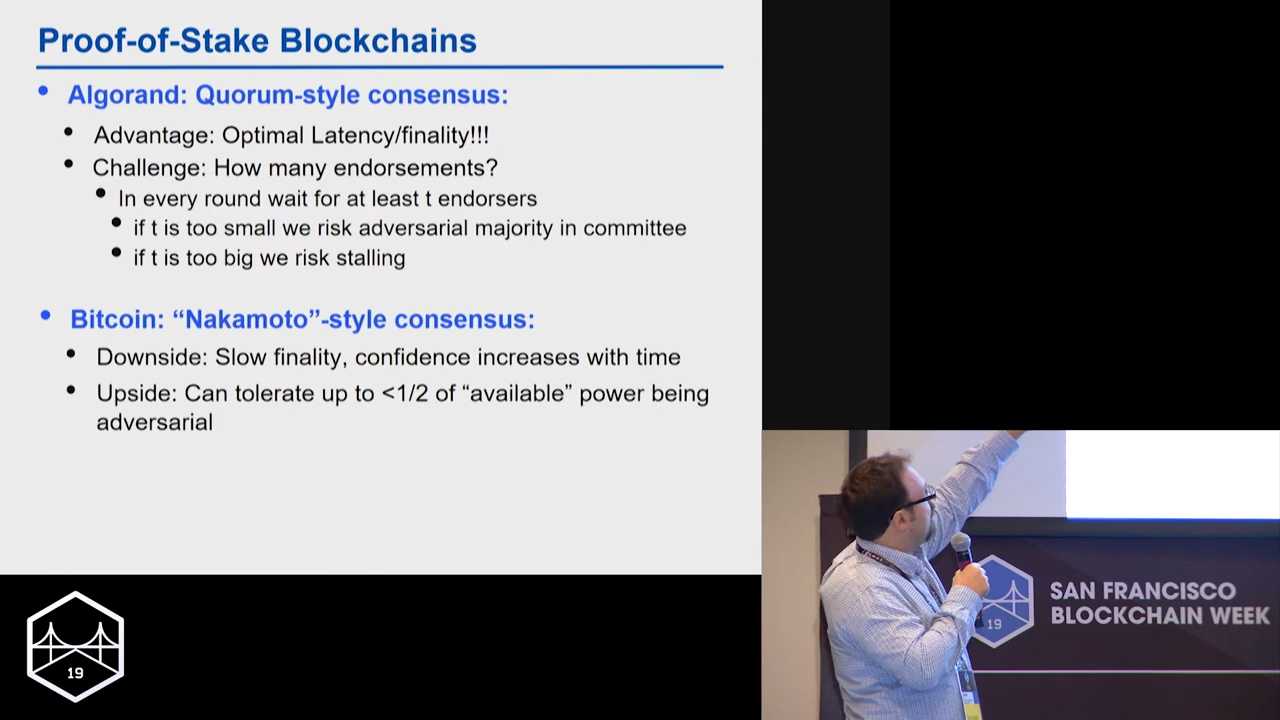 Proof-of-Stake Blockchains
• Algorand: Quorum-style consensus:
• Advantage: Optimal Latency/finality!!!
• Challenge: How many endorsements?
• In every round wait for at least t endorsers
• if t is too small we risk adversarial majority in committee
• if t is too big we risk stalling
• Bitcoin: “Nakamoto”-style consensus:
• Downside: Slow finality, confidence increases with time
• Upside: Can tolerate up to <1/2 of “available” power being
adversarial
19
19
SAN FRANCISCO
BLOCKCHAIN WEEK